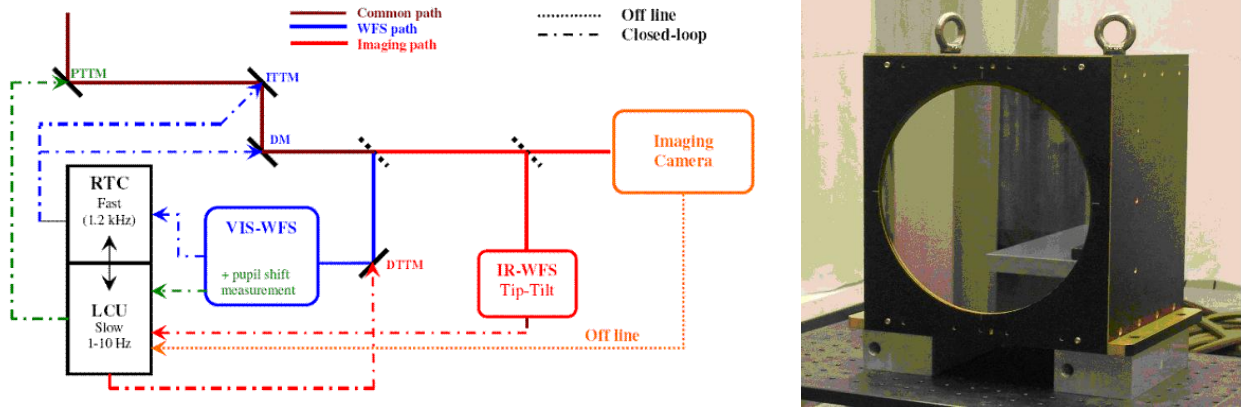 Common path
WFS path
Imaging path
Off line
Closed-loop
PTTM
ITTM
DM
Imaging
Camera
RTC
Fast
(1.2 kHz)
VIS-WFS
+ pupil shift
measurement
DTTM
IR-WFS
Tip-Tilt
LCU
Slow
1-10 Hz
Off line